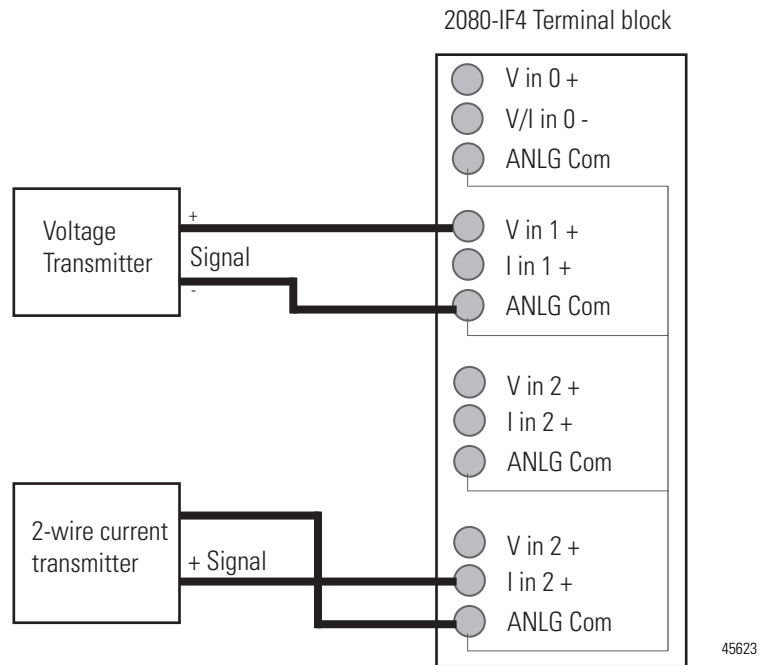 2080-IF4 Terminal block
V in 0 +
V/I in 0 -
ANLG Com
Voltage
Transmitter
+
Signal
-
V in 1 +
I in 1 +
ANLG Com
V in 2 +
I in 2 +
ANLG Com
2-wire current
transmitter
+ Signal
V in 2 +
I in 2 +
ANLG Com
45623